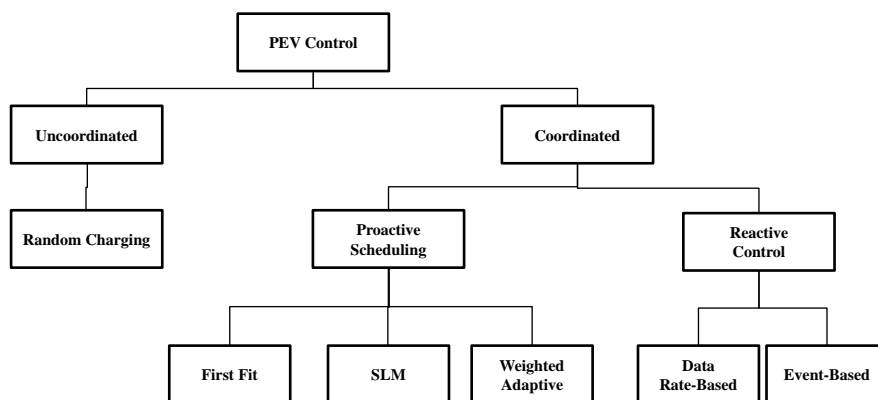 PEV Control
Uncoordinated
Coordinated
Random Charging
Proactive
Scheduling
Reactive
Control
First Fit
SLM
Weighted
Adaptive
Data
Rate-Based
Event-Based